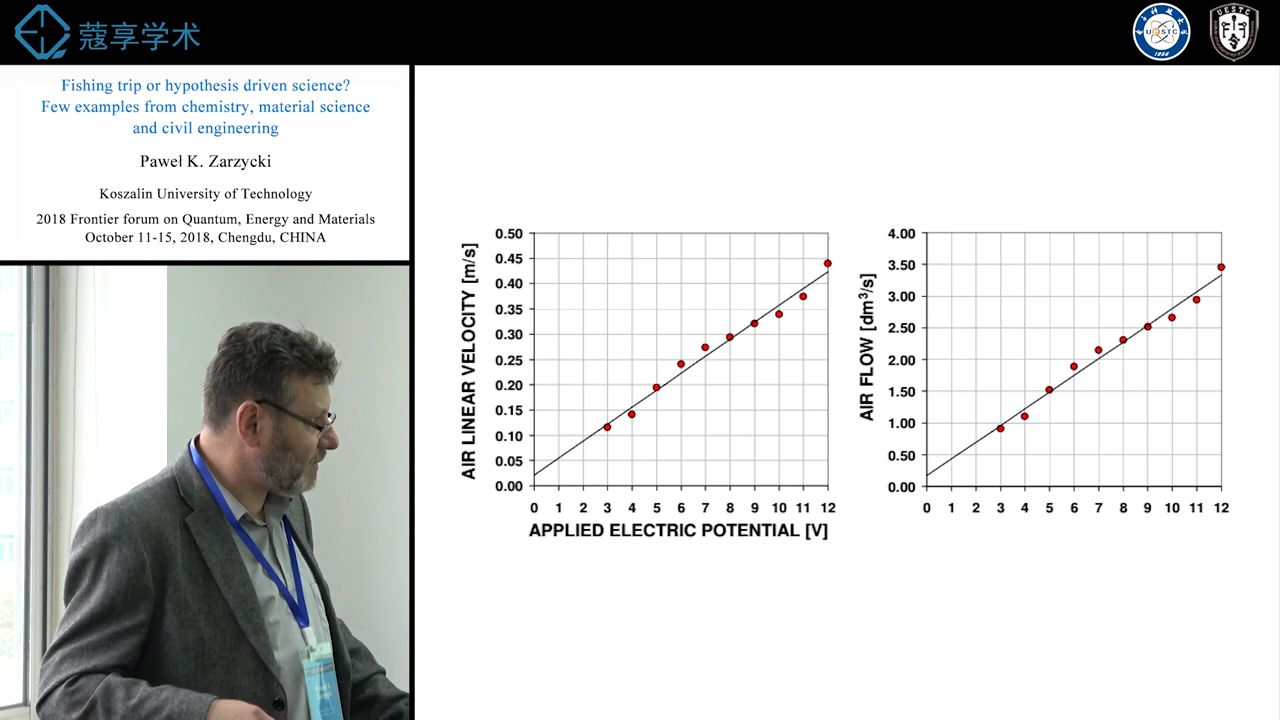 蔻享学术
UESTC
1956
UESTC
Fishing trip or hypothesis driven science?
Few examples from chemistry, material science
and civil engineering
Paweł K. Zarzycki
Koszalin University of Technology
2018 Frontier forum on Quantum, Energy and Materials
October 11-15, 2018, Chengdu, CHINA
AIR LINEAR VELOCITY [m/s]
0.50
0.45
0.40
0.35
0.30
0.25
0.20
0.15
0.10
0.05
0.00
0 1 2 3 4 5 6 7 8 9 10 11 12
APPLIED ELECTRIC POTENTIAL [V]
AIR FLOW [dm³/s]
4.00
3.50
3.00
2.50
2.00
1.50
1.00
0.50
0.00
0 1 2 3 4 5 6 7 8 9 10 11 12